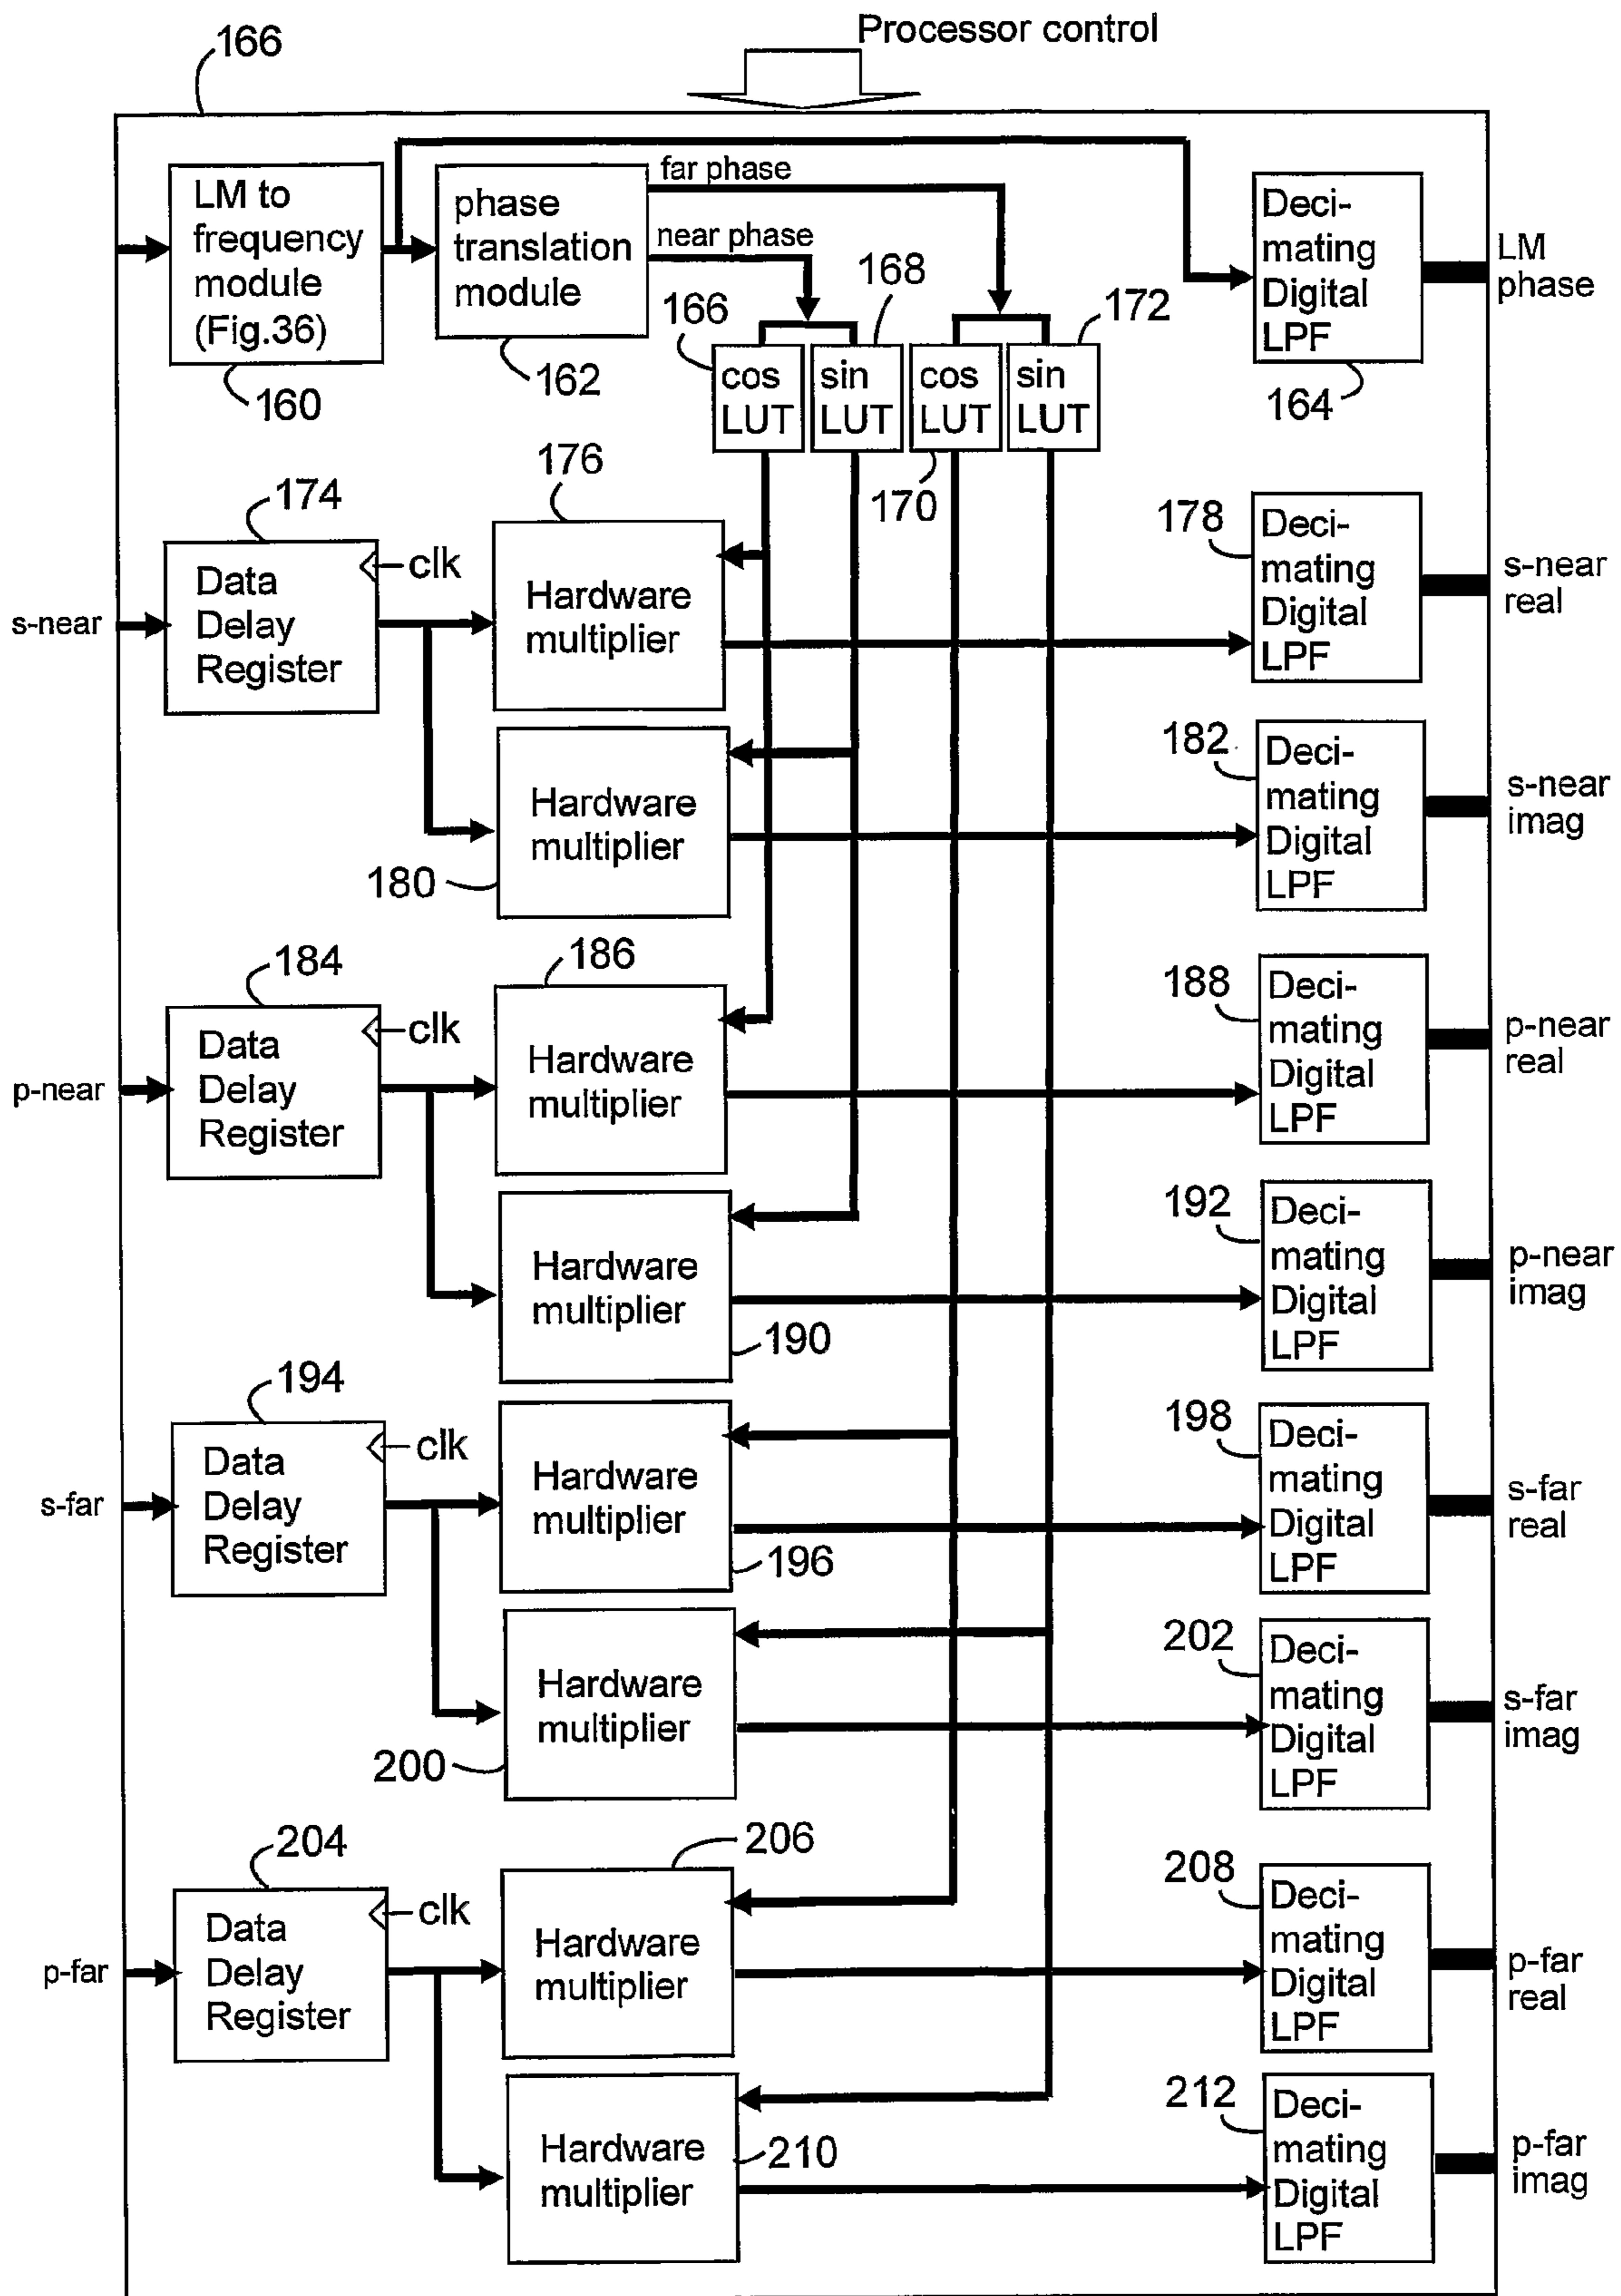 Processor control
166
LM to
frequency
module
(Fig.36)
160
phase
translation
module
162
far phase
near phase
166
cos
LUT
168
sin
LUT
cos
LUT
170
172
sin
LUT
Deci-
mating
Digital
LPF
164
LM
phase
s-near
174
Data
Delay
Register
clk
176
Hardware
multiplier
178
Deci-
mating
Digital
LPF
s-near
real
Hardware
multiplier
180
182
Deci-
mating
Digital
LPF
s-near
imag
p-near
184
Data
Delay
Register
clk
186
Hardware
multiplier
188
Deci-
mating
Digital
LPF
p-near
real
Hardware
multiplier
190
192
Deci-
mating
Digital
LPF
p-near
imag
s-far
194
Data
Delay
Register
clk
Hardware
multiplier
196
198
Deci-
mating
Digital
LPF
s-far
real
Hardware
multiplier
200
202
Deci-
mating
Digital
LPF
s-far
imag
p-far
204
Data
Delay
Register
clk
206
Hardware
multiplier
208
Deci-
mating
Digital
LPF
p-far
real
Hardware
multiplier
210
212
Deci-
mating
Digital
LPF
p-far
imag